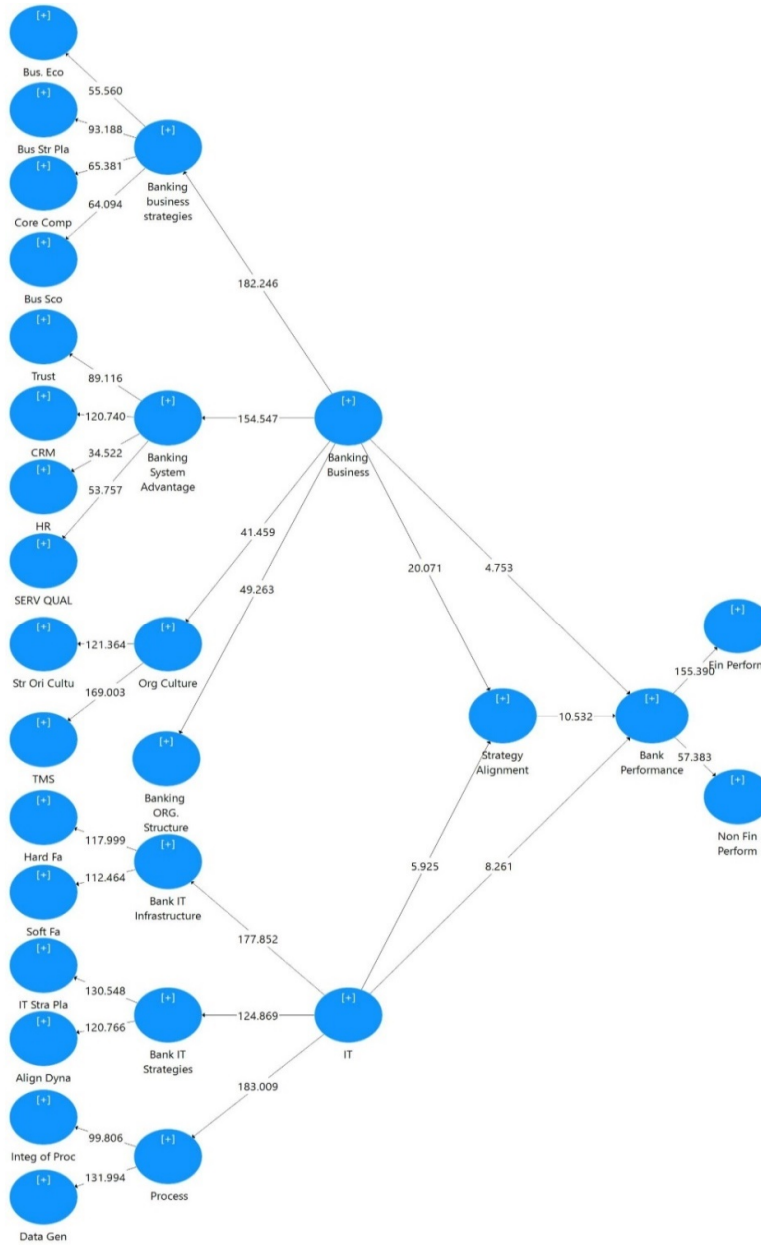 [+]
Bus. Eco
55.560
[+]
Bus Str Pla
93.188
[+]
Core Comp
65.381
[+]
Bus Sco
64.094
[+]
Banking
business
strategies
182.246
[+]
Trust
89.116
[+]
CRM
120.740
[+]
HR
34.522
[+]
SERV QUAL
53.757
[+]
Banking
System
Advantage
154.547
[+]
Banking
Business
41.459
49.263
20.071
4.753
[+]
Str Ori Cultu
121.364
[+]
TMS
169.003
[+]
Org Culture
[+]
Banking
ORG.
Structure
[+]
Strategy
Alignment
10.532
[+]
Bank
Performance
155.390
[+]
Fin Perform
57.383
[+]
Non Fin
Perform
[+]
Hard Fa
117.999
[+]
Soft Fa
112.464
[+]
Bank IT
Infrastructure
177.852
5.925
8.261
[+]
IT Stra Pla
130.548
[+]
Align Dyna
120.766
[+]
Bank IT
Strategies
124.869
[+]
IT
183.009
[+]
Integ of Proc
99.806
[+]
Data Gen
131.994
[+]
Process